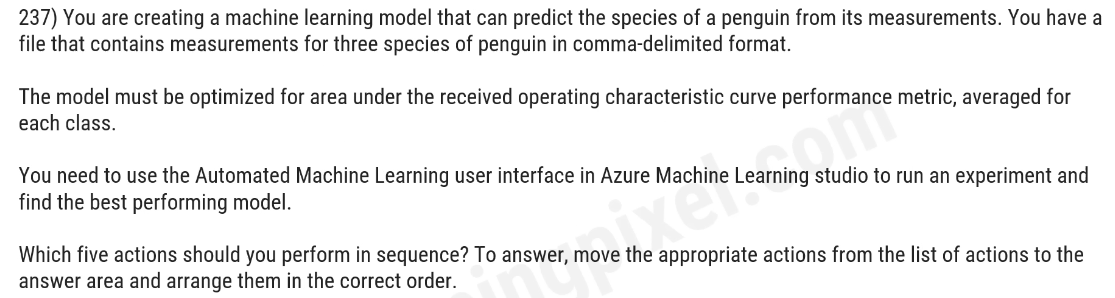 237) You are creating a machine learning model that can predict the species of a penguin from its measurements. You have a
file that contains measurements for three species of penguin in comma-delimited format.
The model must be optimized for area under the received operating characteristic curve performance metric, averaged for
each class.
You need to use the Automated Machine Learning user interface in Azure Machine Learning studio to run an experiment and
find the best performing model.
Which five actions should you perform in sequence? To answer, move the appropriate actions from the list of actions to the
answer area and arrange them in the correct order.